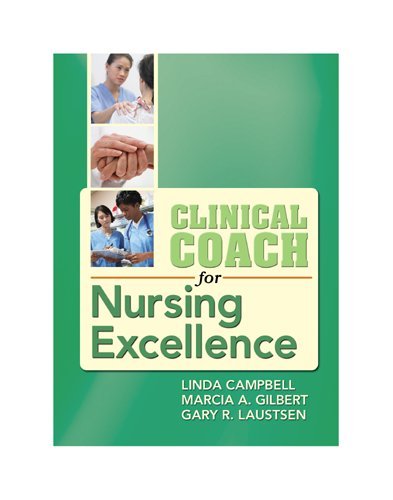 CLINICAL
COACH
for
Nursing
Excellence
LINDA CAMPBELL
MARCIA A. GILBERT
GARY R. LAUSTSEN